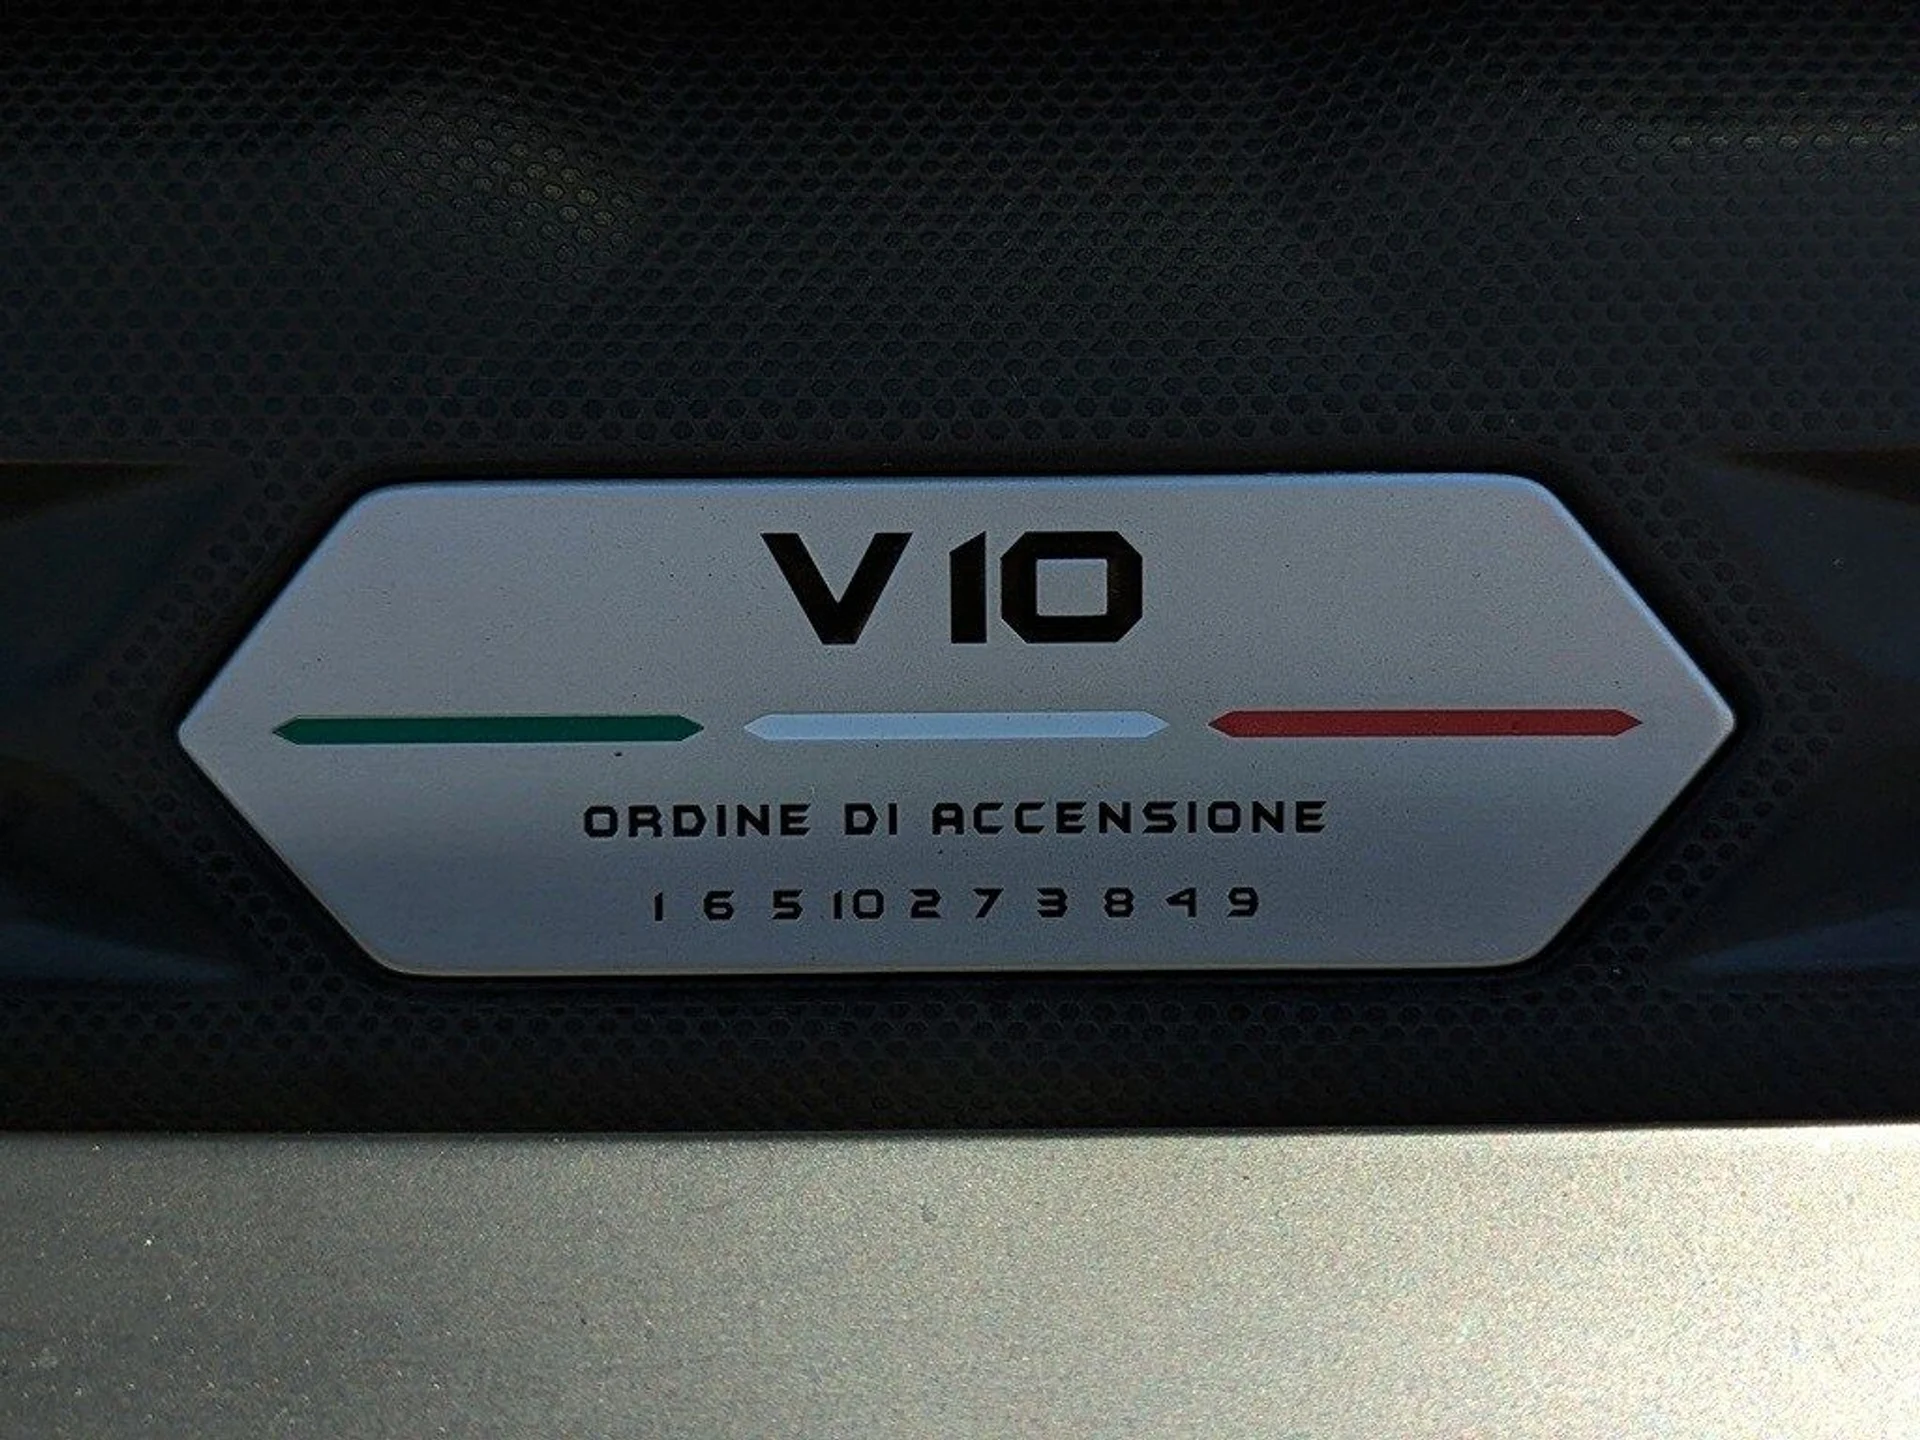 V10
ORDINE DI ACCENSIONE
1 6 5 10 2 7 3 8 4 9